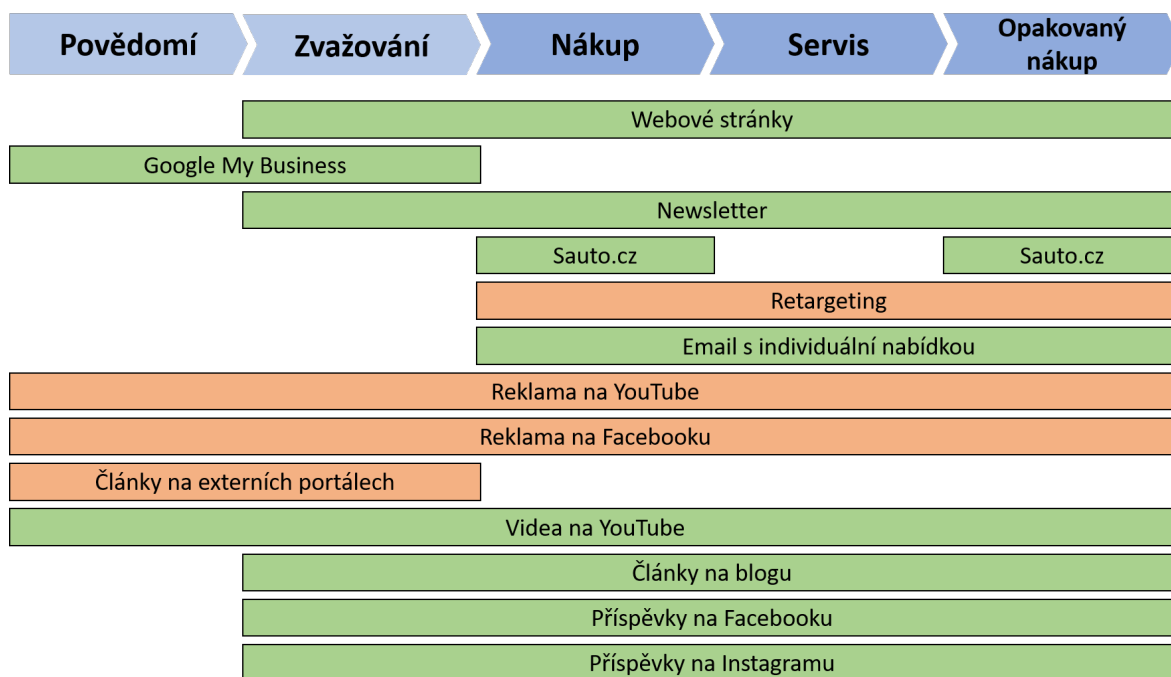 Povědomí
Zvažování
Nákup
Servis
Opakovaný
nákup
Webové stránky
Google My Business
Newsletter
Sauto.cz
Sauto.cz
Retargeting
Email s individuální nabídkou
Reklama na YouTube
Reklama na Facebooku
Články na externích portálech
Videa na YouTube
Články na blogu
Příspěvky na Facebooku
Příspěvky na Instagramu